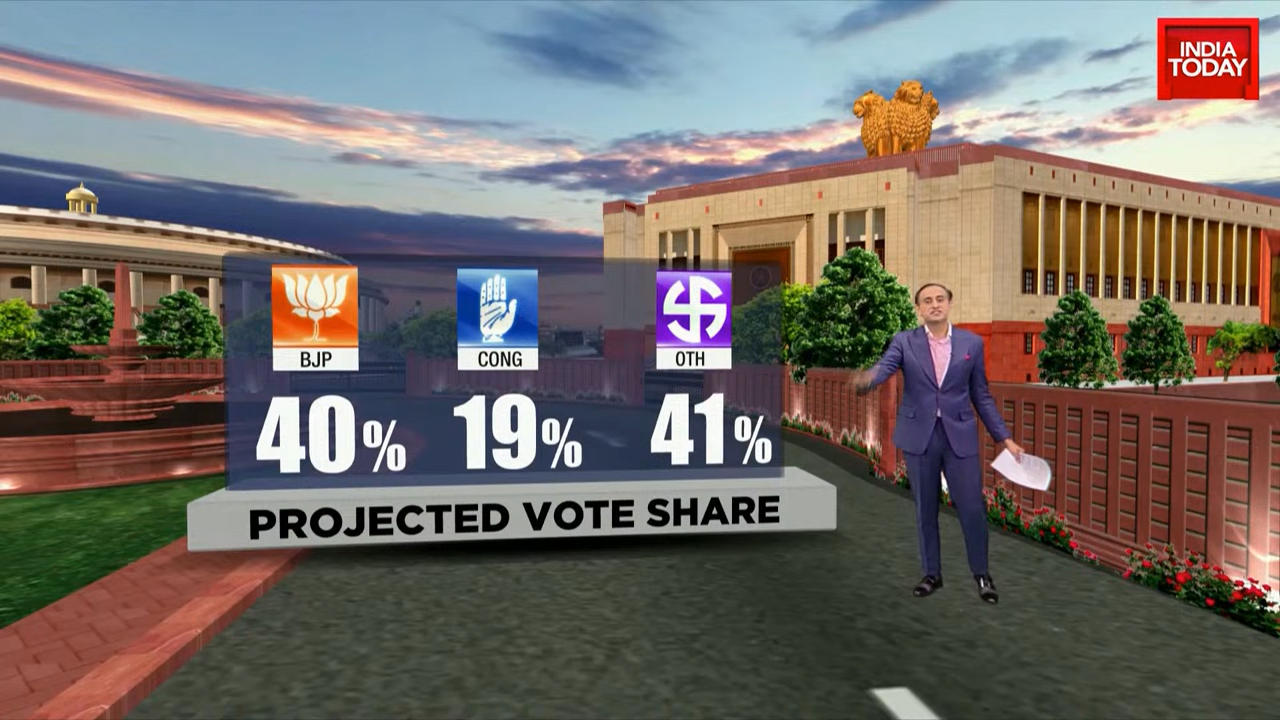 INDIA
TODAY
BJP
CONG
OTH
40%
19%
41%
PROJECTED VOTE SHARE